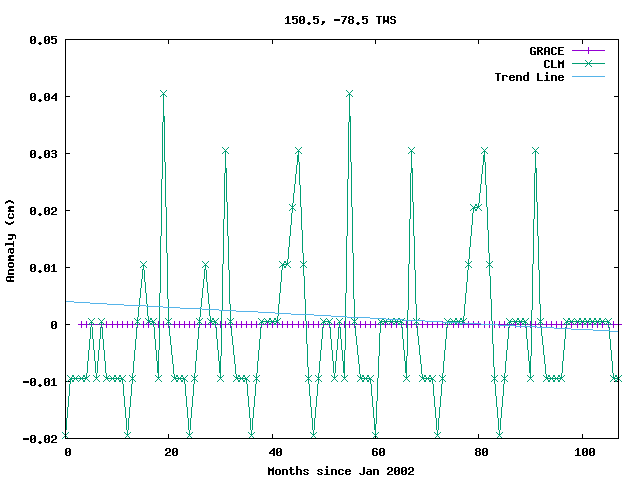 150.5, -78.5 TWS
0.05
0.04
0.03
0.02
0.01
0
-0.01
-0.02
Anomaly (cm)
GRACE
CLM
Trend Line
0 20 40 60 80 100
Months since Jan 2002